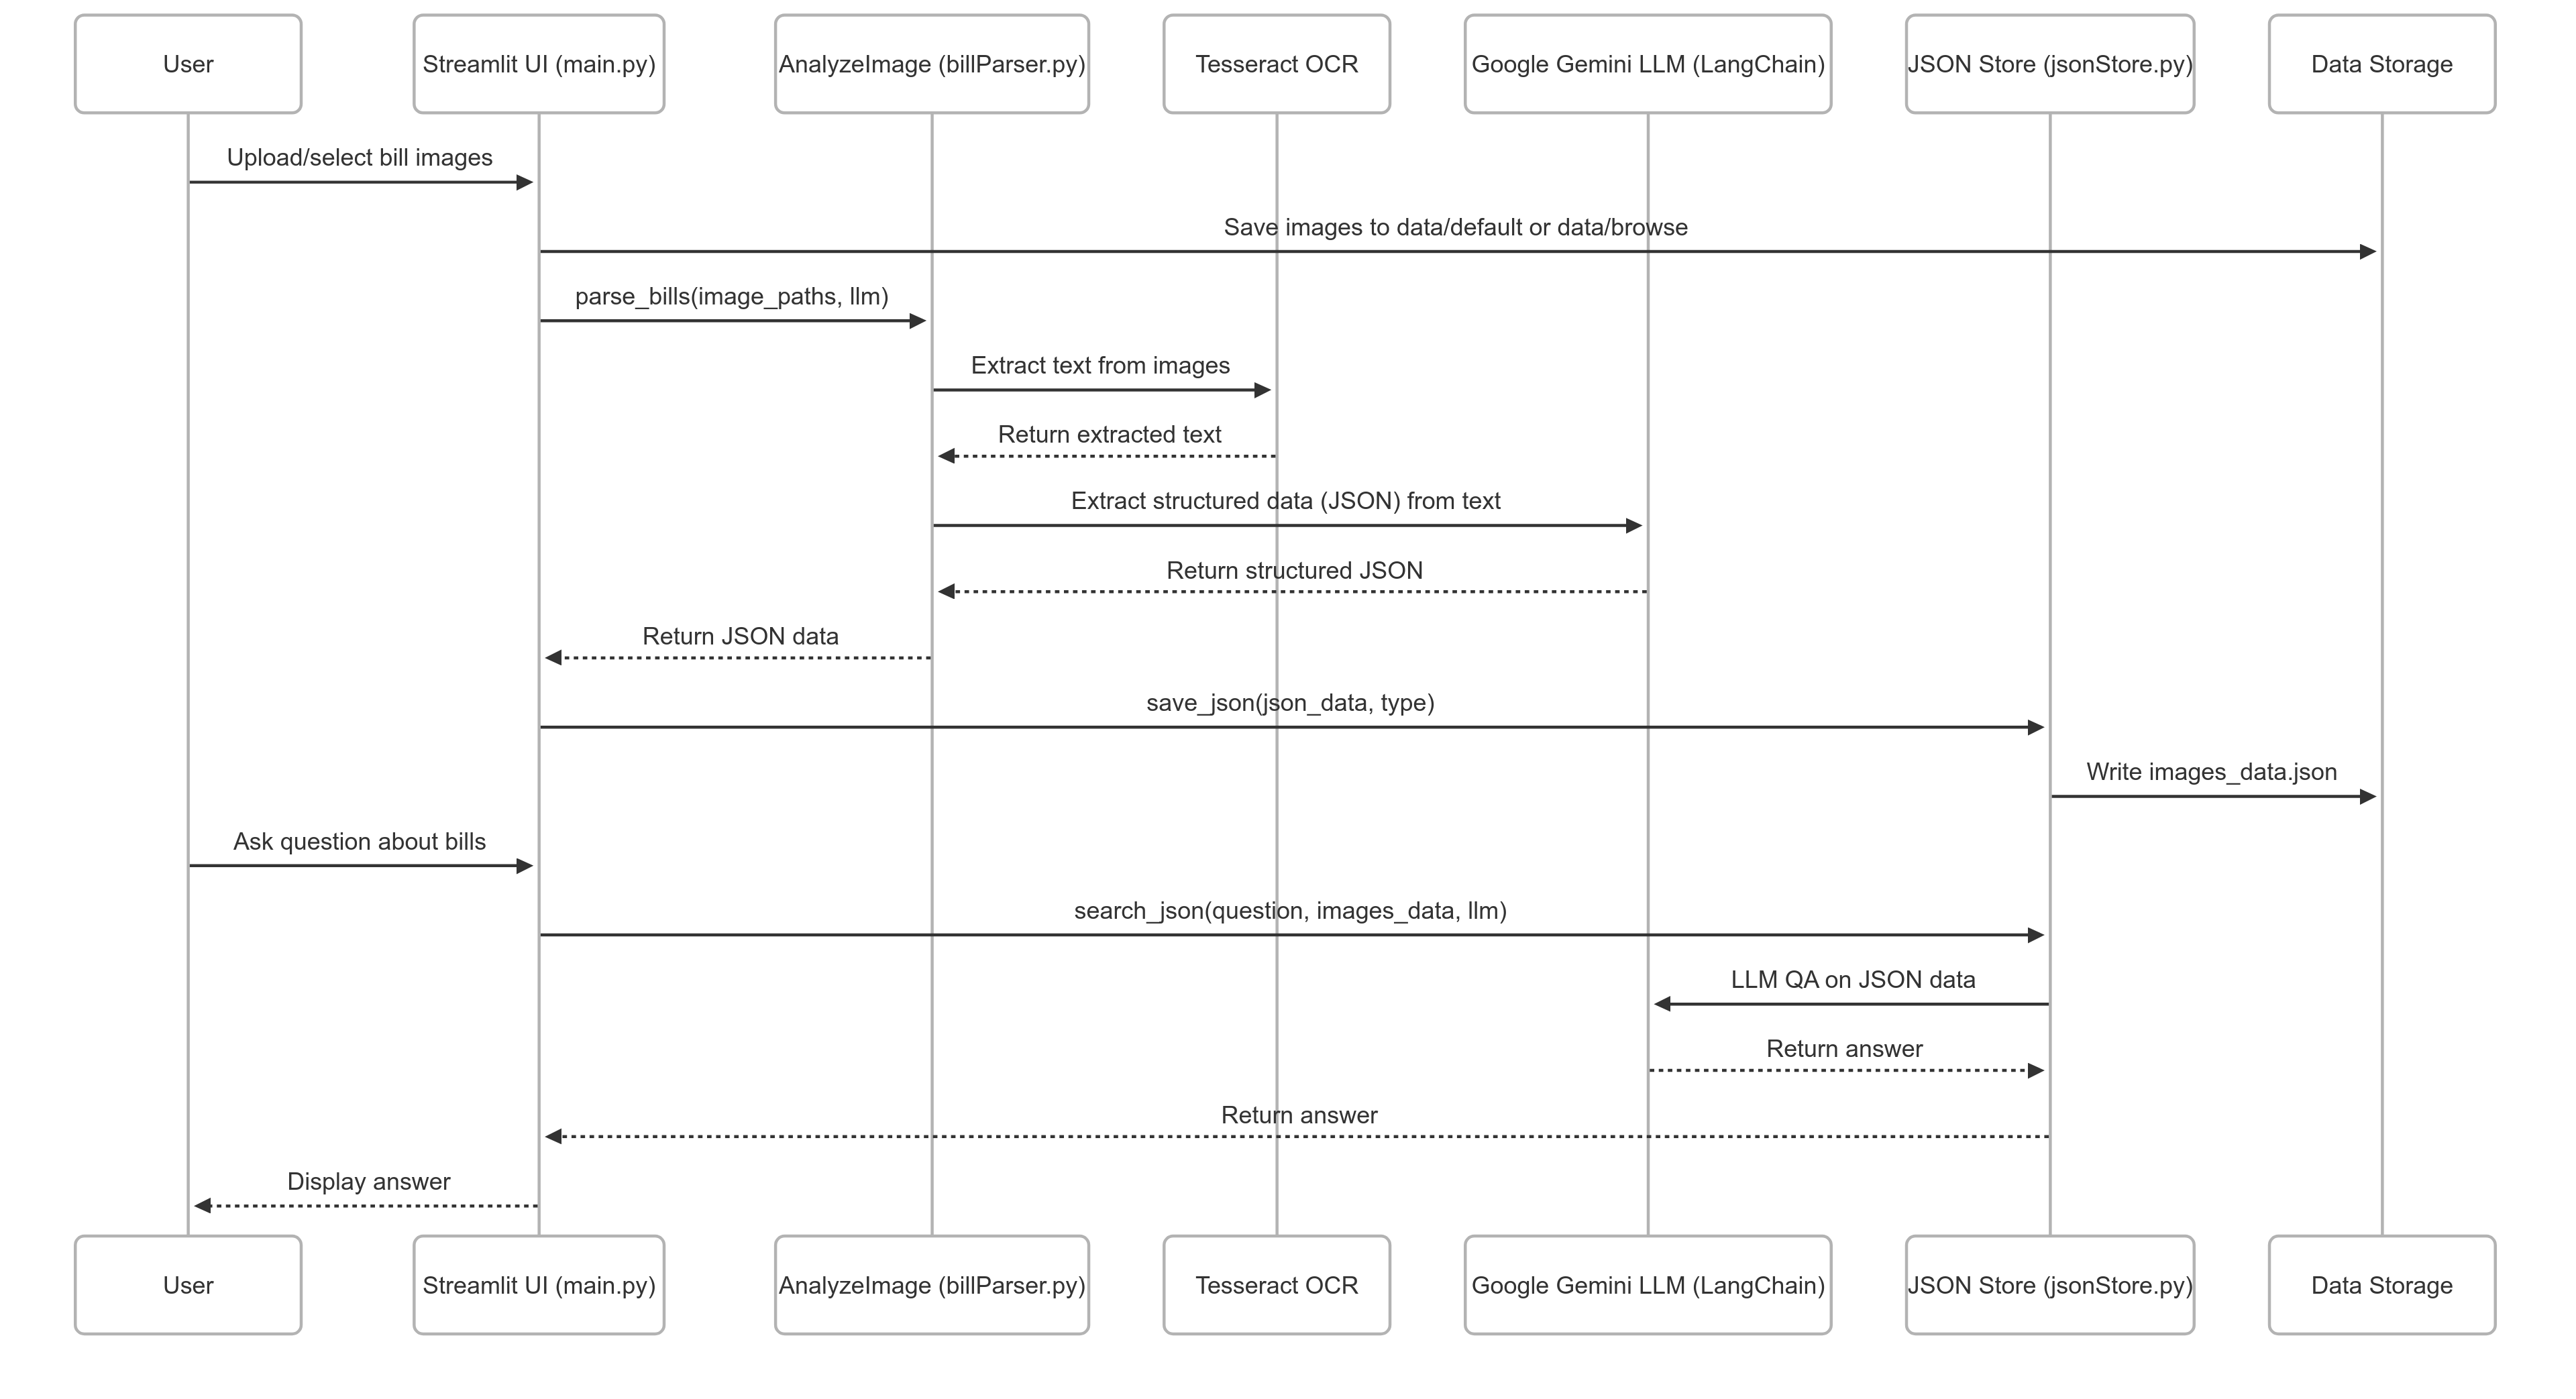 User
Streamlit UI (main.py)
AnalyzeImage (billParser.py)
Tesseract OCR
Google Gemini LLM (LangChain)
JSON Store (jsonStore.py)
Data Storage
Upload/select bill images
Save images to data/default or data/browse
parse_bills(image_paths, llm)
Extract text from images
Return extracted text
Extract structured data (JSON) from text
Return structured JSON
Return JSON data
save_json(json_data, type)
Write images_data.json
Ask question about bills
search_json(question, images_data, llm)
LLM QA on JSON data
Return answer
Return answer
Display answer
User
Streamlit UI (main.py)
AnalyzeImage (billParser.py)
Tesseract OCR
Google Gemini LLM (LangChain)
JSON Store (jsonStore.py)
Data Storage